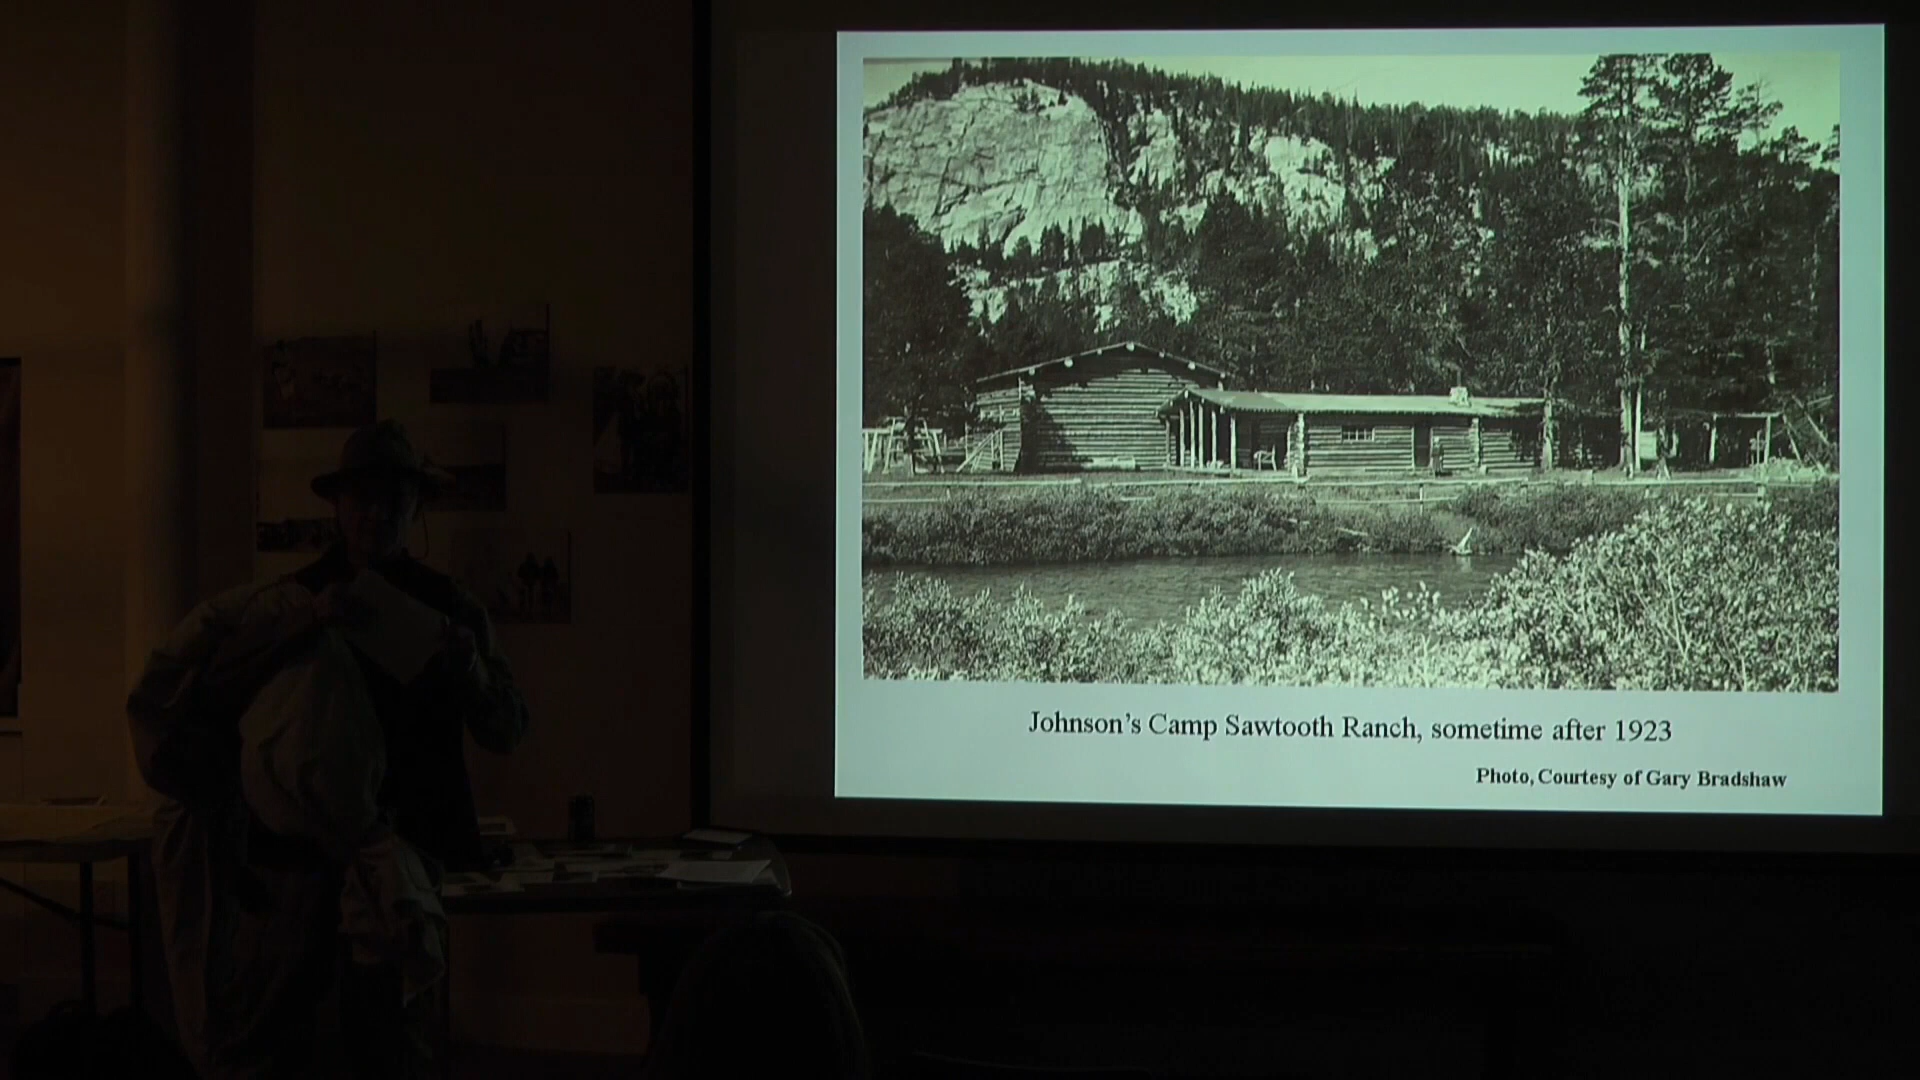 Johnson's Camp Sawtooth Ranch, sometime after 1923
Photo, Courtesy of Gary Bradshaw